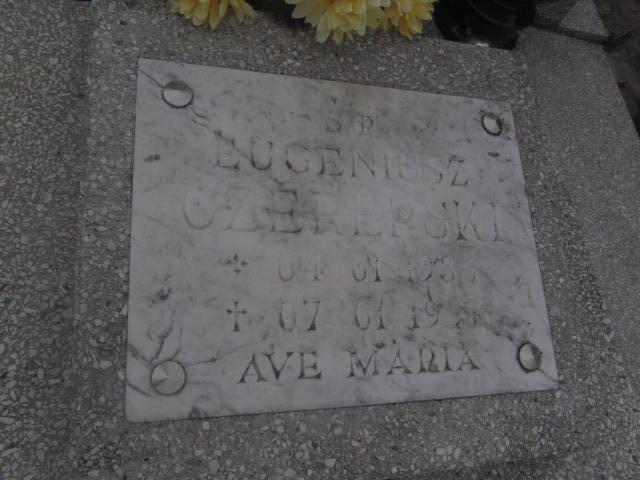 Ś P
EUGENIUSZ
CZEREPSKI
* 04 01
† 07 01
AVE MARIA